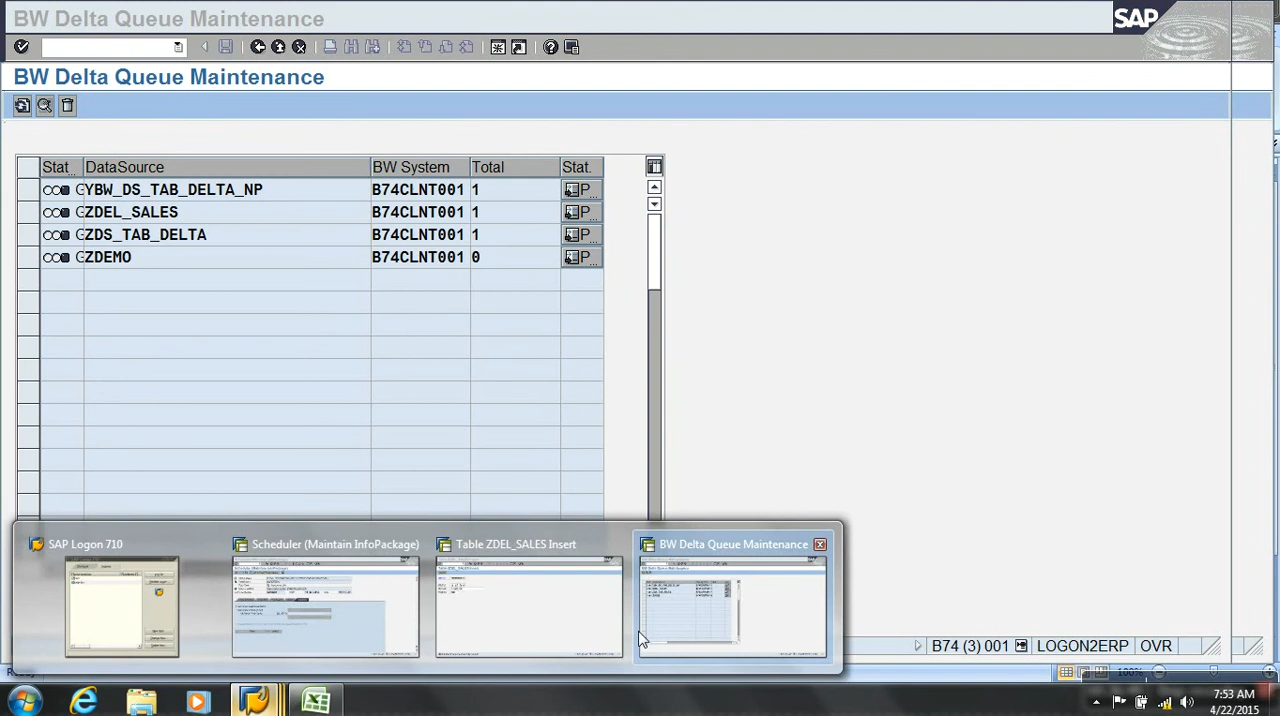 BW Delta Queue Maintenance
SAP
BW Delta Queue Maintenance
Stat DataSource BW System Total Stat.
YBW_DS_TAB_DELTA_NP B74CLNT001 1 P
ZDEL_SALES B74CLNT001 1 P
ZDS_TAB_DELTA B74CLNT001 1 P
ZDEMO B74CLNT001 0 P
SAP Logon 710
Scheduler (Maintain InfoPackage)
Table ZDEL_SALES Insert
BW Delta Queue Maintenance
B74 (3) 001 LOGON2ERP OVR
100%
7:53 AM
4/22/2015